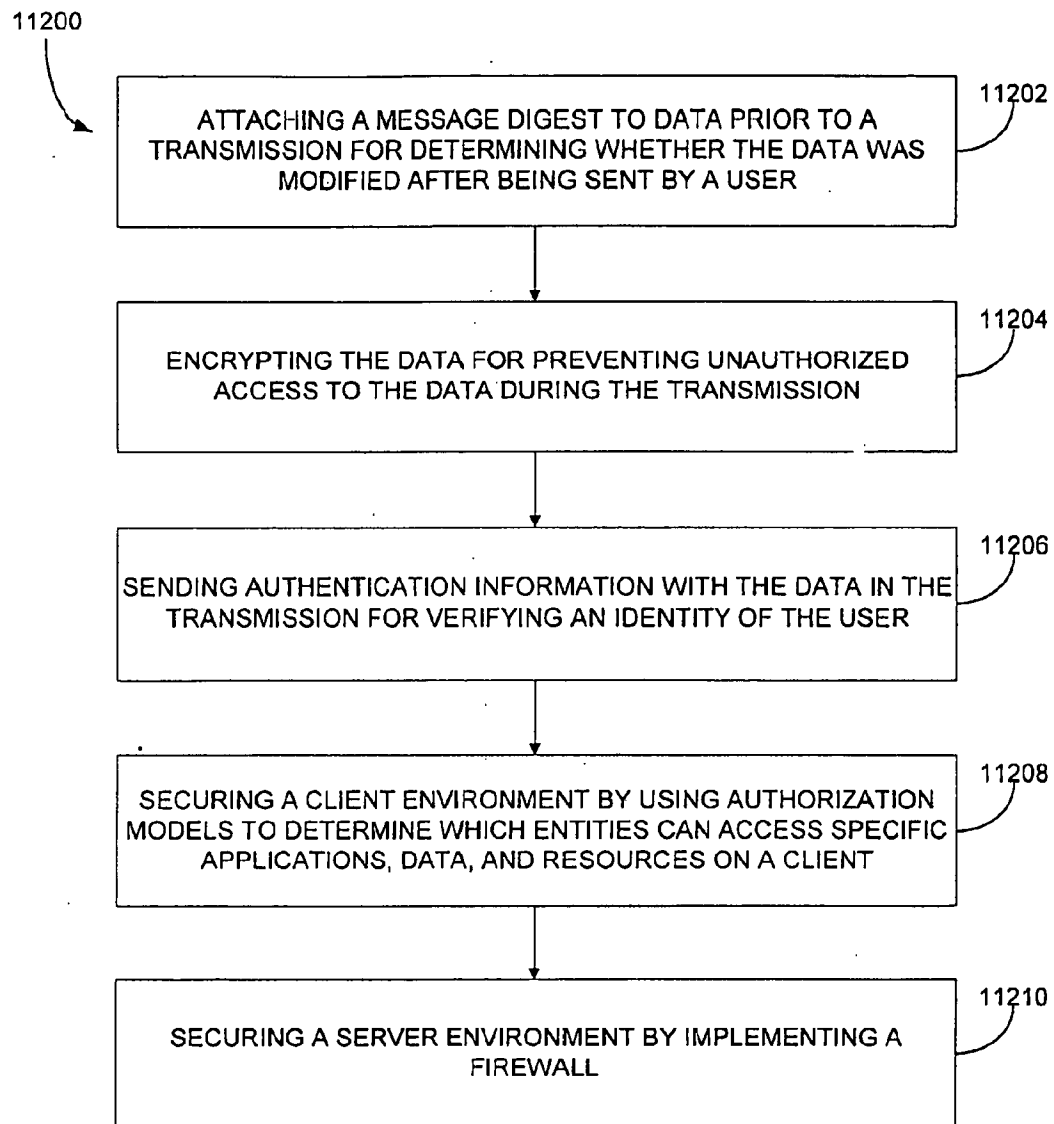 11200
11202
ATTACHING A MESSAGE DIGEST TO DATA PRIOR TO A
TRANSMISSION FOR DETERMINING WHETHER THE DATA WAS
MODIFIED AFTER BEING SENT BY A USER
11204
ENCRYPTING THE DATA FOR PREVENTING UNAUTHORIZED
ACCESS TO THE DATA DURING THE TRANSMISSION
11206
SENDING AUTHENTICATION INFORMATION WITH THE DATA IN THE
TRANSMISSION FOR VERIFYING AN IDENTITY OF THE USER
11208
SECURING A CLIENT ENVIRONMENT BY USING AUTHORIZATION
MODELS TO DETERMINE WHICH ENTITIES CAN ACCESS SPECIFIC
APPLICATIONS, DATA, AND RESOURCES ON A CLIENT
11210
SECURING A SERVER ENVIRONMENT BY IMPLEMENTING A
FIREWALL